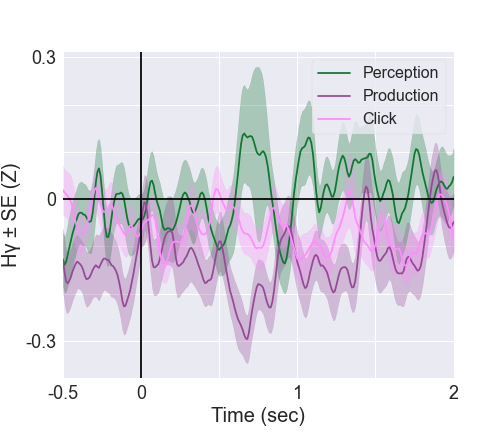 0.3
0
-0.3
Hγ ± SE (Z)
Perception
Production
Click
-0.5
0
1
2
Time (sec)